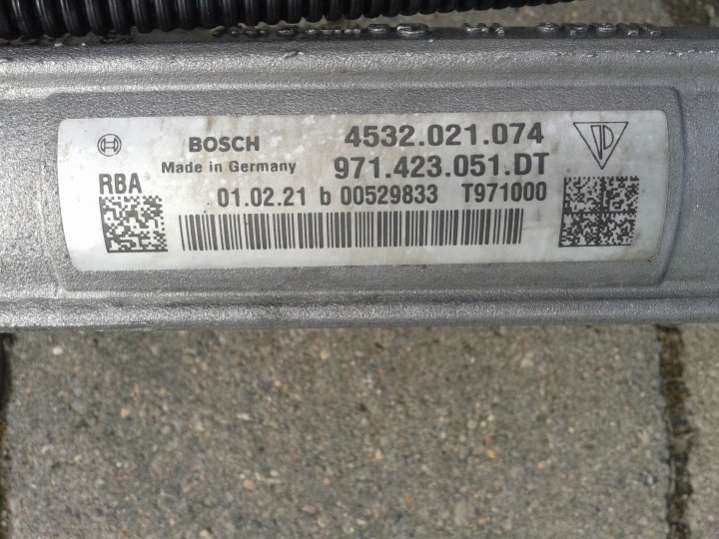 BOSCH 4532.021.074
Made in Germany 971.423.051.DT
RBA 01.02.21 b 00529833 T971000